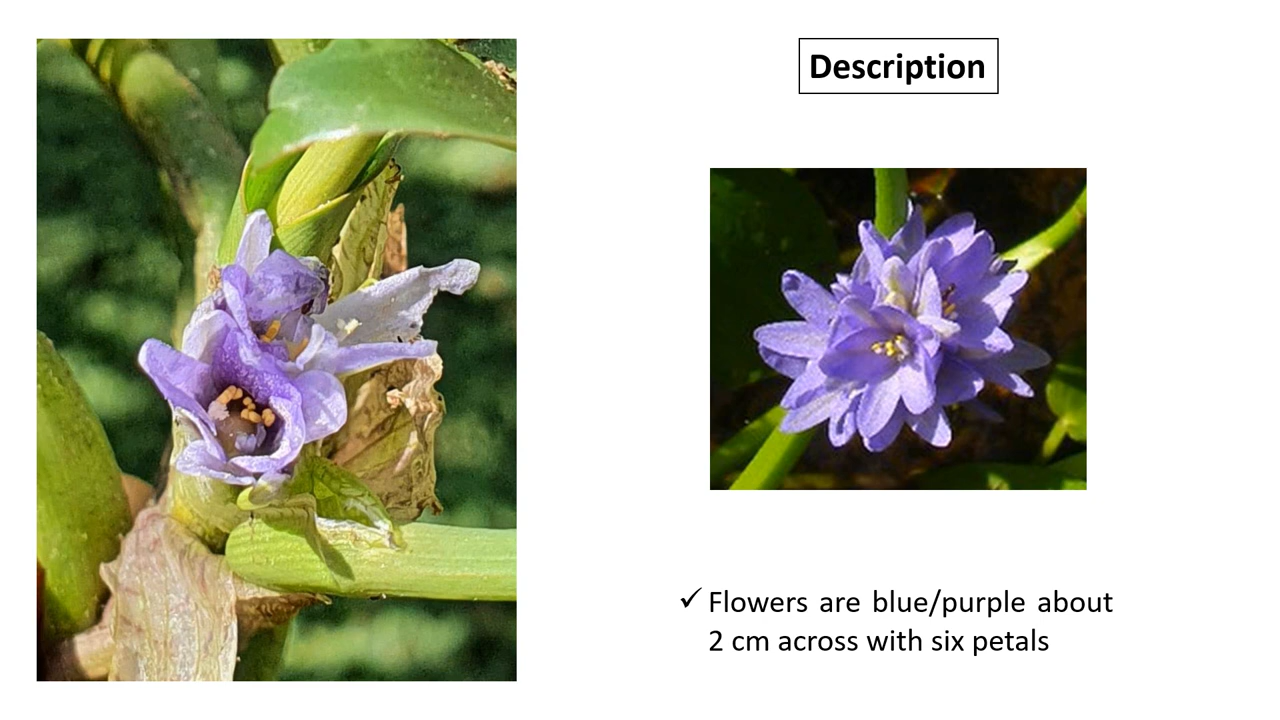 Description
✓ Flowers are blue/purple about
2 cm across with six petals